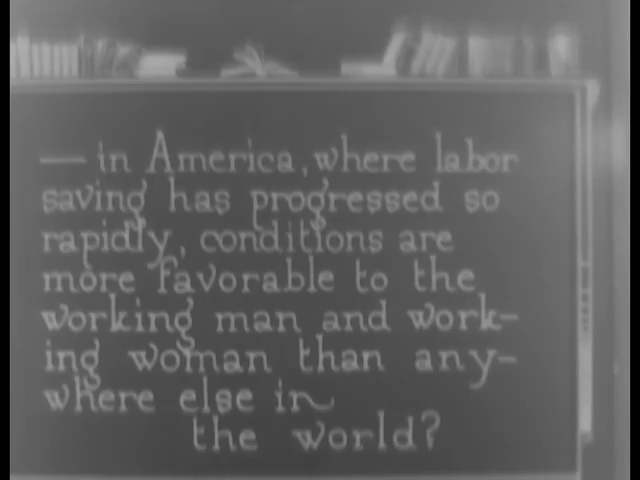 — in America, where labor
saving has progressed so
rapidly, conditions are
more favorable to the
working man and work-
ing woman than any-
where else in
the world?